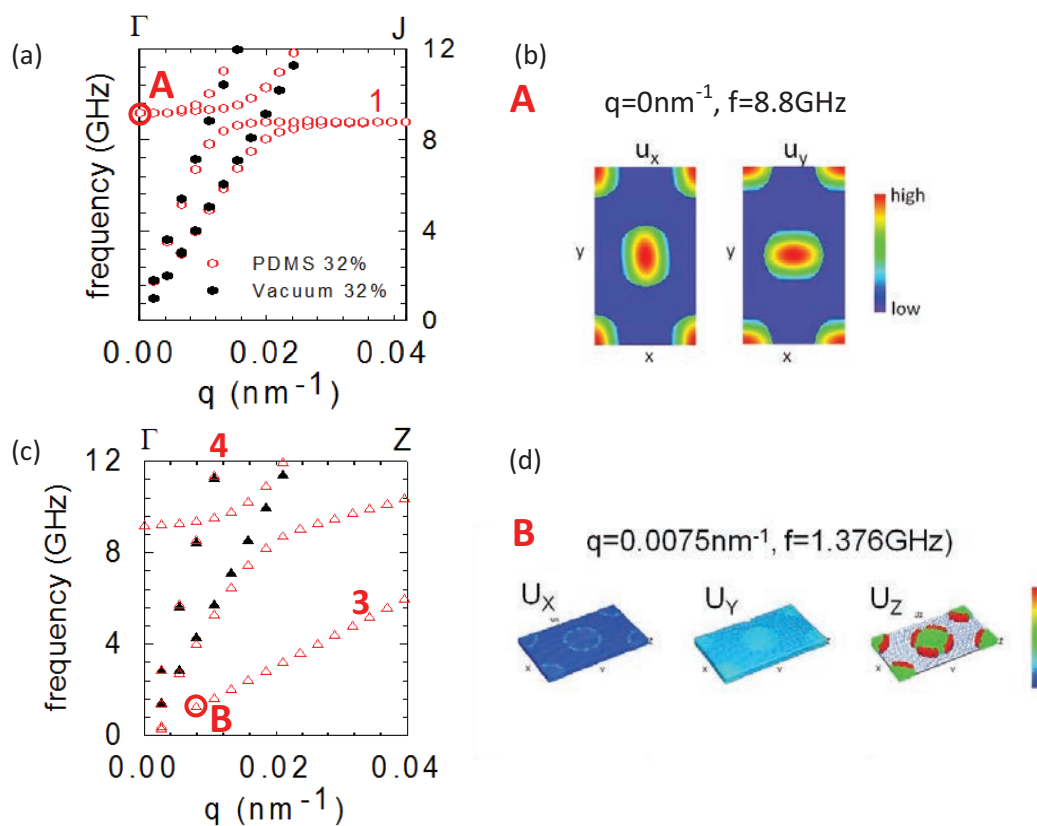 (a)
Γ J
12
8
4
0
frequency (GHz)
A
1
PDMS 32%
Vacuum 32%
0.00 0.02 0.04
q (nm⁻¹)
(b)
A q=0nm⁻¹, f=8.8GHz
uₓ u_y
high
low
y y
x x
(c)
Γ 4 Z
12
8
4
0
frequency (GHz)
3
B
0.00 0.02 0.04
q (nm⁻¹)
(d)
B q=0.0075nm⁻¹, f=1.376GHz)
U_X U_Y U_Z
X Y Z X Y Z X Y Z